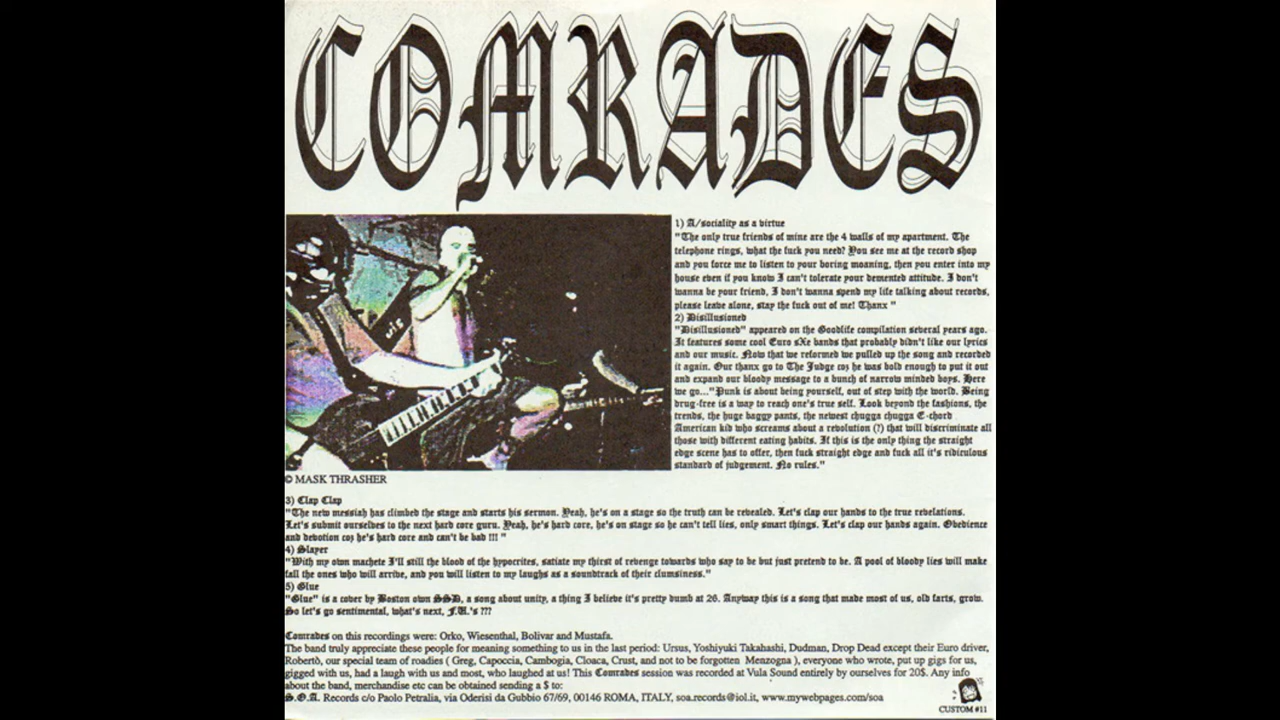 COMRADES
1) A/sociality as a virtue
"The only true friends of mine are the 4 walls of my apartment. The
telephone rings, what the fuck you need? You see me at the record shop
and you force me to listen to your boring moaning, then you enter into my
house even if you know I can't tolerate your demented attitude. I don't
wanna be your friend, I don't wanna spend my life talking about records,
please leave alone, stay the fuck out of me! Thanx "
2) Disillusioned
"Disillusioned" appeared on the Goodlife compilation several years ago.
It features some cool Euro sXe bands that probably didn't like our lyrics
and our music. Now that we reformed we pulled up the song and recorded
it again. Our thanx go to The Judge coz he was bold enough to put it out
and expand our bloody message to a bunch of narrow minded boys. Here
we go..."Punk is about being yourself, out of step with the world. Being
drug-free is a way to reach one's true self. Look beyond the fashions, the
trends, the huge baggy pants, the newest chugga chugga E-chord
American kid who screams about a revolution (?) that will discriminate all
those with different eating habits. If this is the only thing the straight
edge scene has to offer, then fuck straight edge and fuck all it's ridiculous
standard of judgement. No rules."
© MASK THRASHER
3) Clap Clap
"The new messiah has climbed the stage and starts his sermon. Yeah, he's on a stage so the truth can be revealed. Let's clap our hands to the true revelations.
Let's submit ourselves to the next hard core guru. Yeah, he's hard core, he's on stage so he can't tell lies, only smart things. Let's clap our hands again. Obedience
and devotion coz he's hard core and can't be bad !!! "
4) Slayer
"With my own machete I'll still the blood of the hypocrites, satiate my thirst of revenge towards who say to be but just pretend to be. A pool of bloody lies will make
fall the ones who will arrive, and you will listen to my laughs as a soundtrack of their clumsiness."
5) Glue
"Glue" is a cover by Boston own SSD, a song about unity, a thing I believe it's pretty dumb at 26. Anyway this is a song that made most of us, old farts, grow.
So let's go sentimental, what's next, F.U.'s ???
Comrades on this recordings were: Orko, Wiesenthal, Bolivar and Mustafa.
The band truly appreciate these people for meaning something to us in the last period: Ursus, Yoshiyuki Takahashi, Dudman, Drop Dead except their Euro driver,
Robertò, our special team of roadies ( Greg, Capoccia, Cambogia, Cloaca, Crust, and not to be forgotten Menzogna ), everyone who wrote, put up gigs for us,
gigged with us, had a laugh with us and most, who laughed at us! This Comrades session was recorded at Vula Sound entirely by ourselves for 20$. Any info
about the band, merchandise etc can be obtained sending a $ to:
S.O.A. Records c/o Paolo Petralia, via Oderisi da Gubbio 67/69, 00146 ROMA, ITALY, soa.records@iol.it, www.mywebpages.com/soa
CUSTOM #11